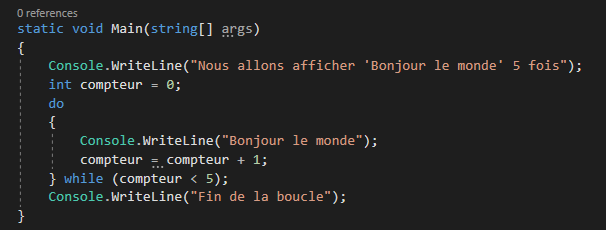 0 references
static void Main(string[] args)
{
Console.WriteLine("Nous allons afficher 'Bonjour le monde' 5 fois");
int compteur = 0;
do
{
Console.WriteLine("Bonjour le monde");
compteur = compteur + 1;
} while (compteur < 5);
Console.WriteLine("Fin de la boucle");
}